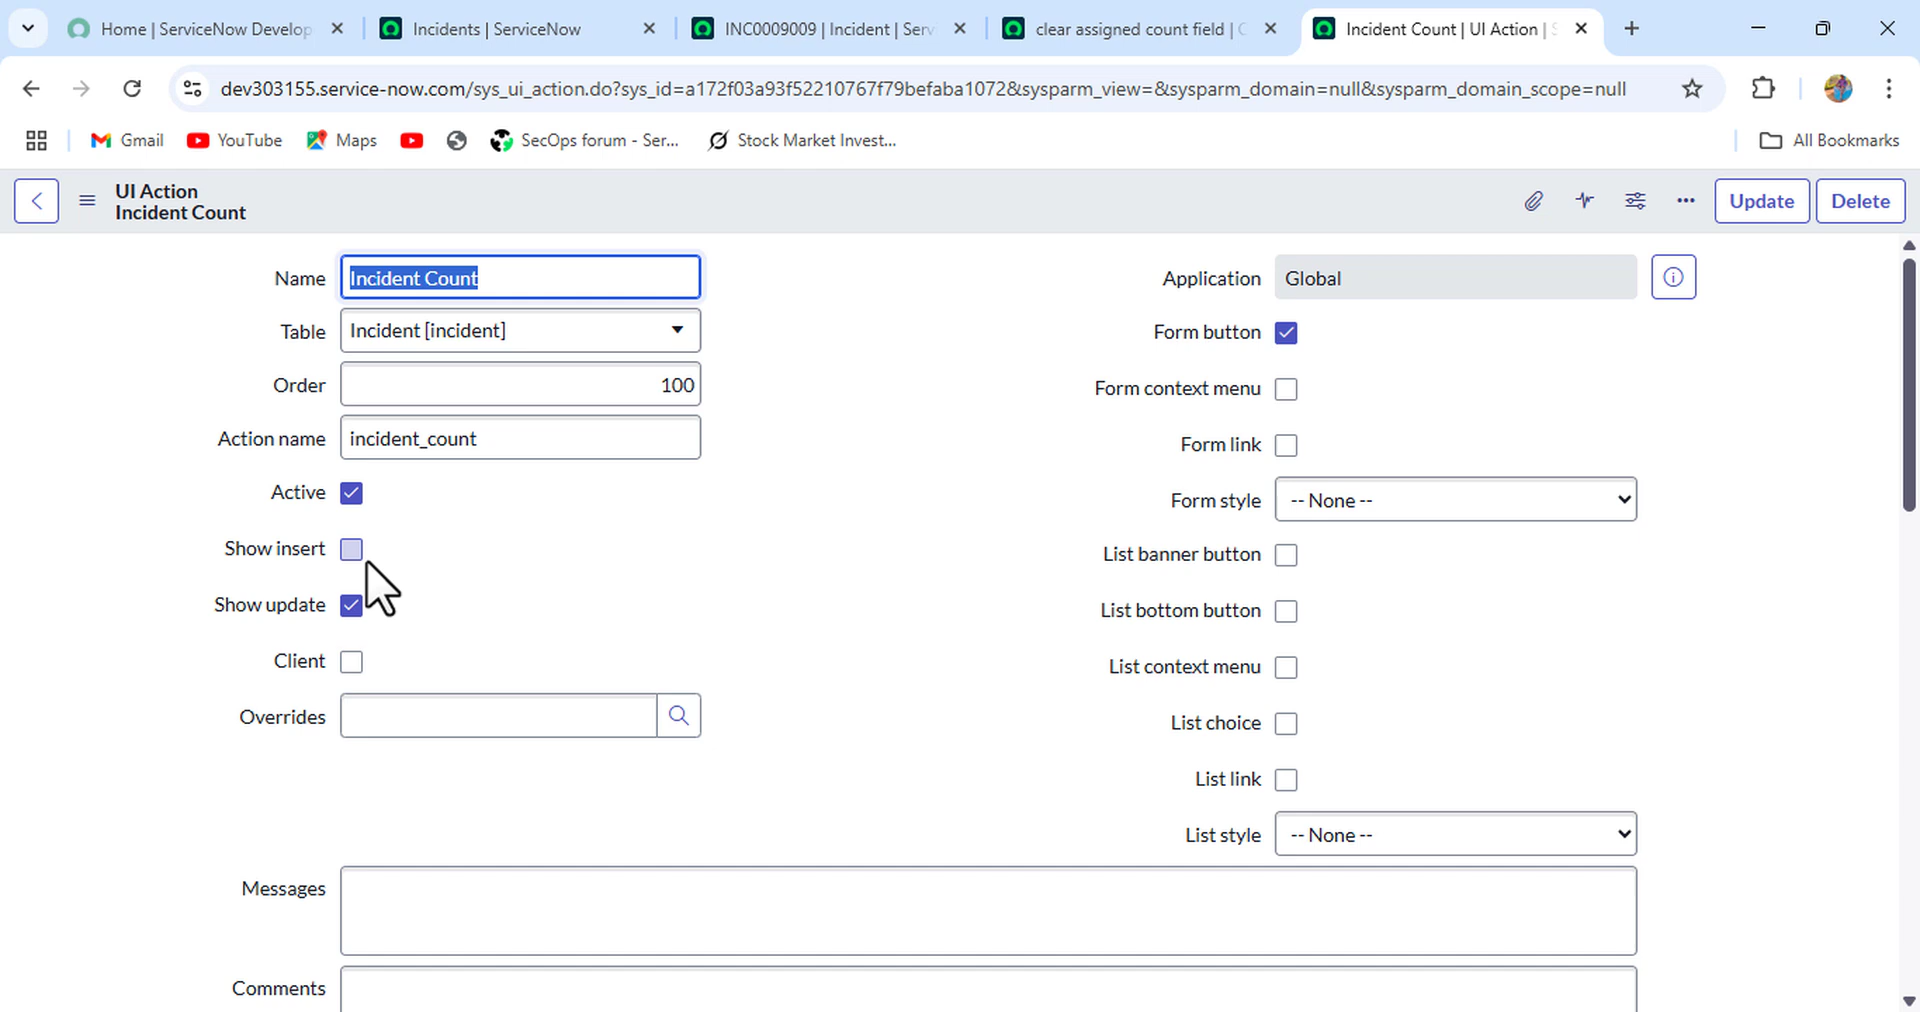 Home | ServiceNow Develop
Incidents | ServiceNow
INC0009009 | Incident | Serv
clear assigned count field | C
Incident Count | UI Action | S
dev303155.service-now.com/sys_ui_action.do?sys_id=a172f03a93f52210767f79befaba1072&sysparm_view=&sysparm_domain=null&sysparm_domain_scope=null
Gmail
YouTube
Maps
SecOps forum - Ser...
Stock Market Invest...
All Bookmarks
UI Action
Incident Count
Update
Delete
Name
Incident Count
Application
Global
Table
Incident [incident]
Form button
Order
100
Form context menu
Action name
incident_count
Form link
Active
Form style
-- None --
Show insert
List banner button
Show update
List bottom button
Client
List context menu
Overrides
List choice
List link
List style
-- None --
Messages
Comments